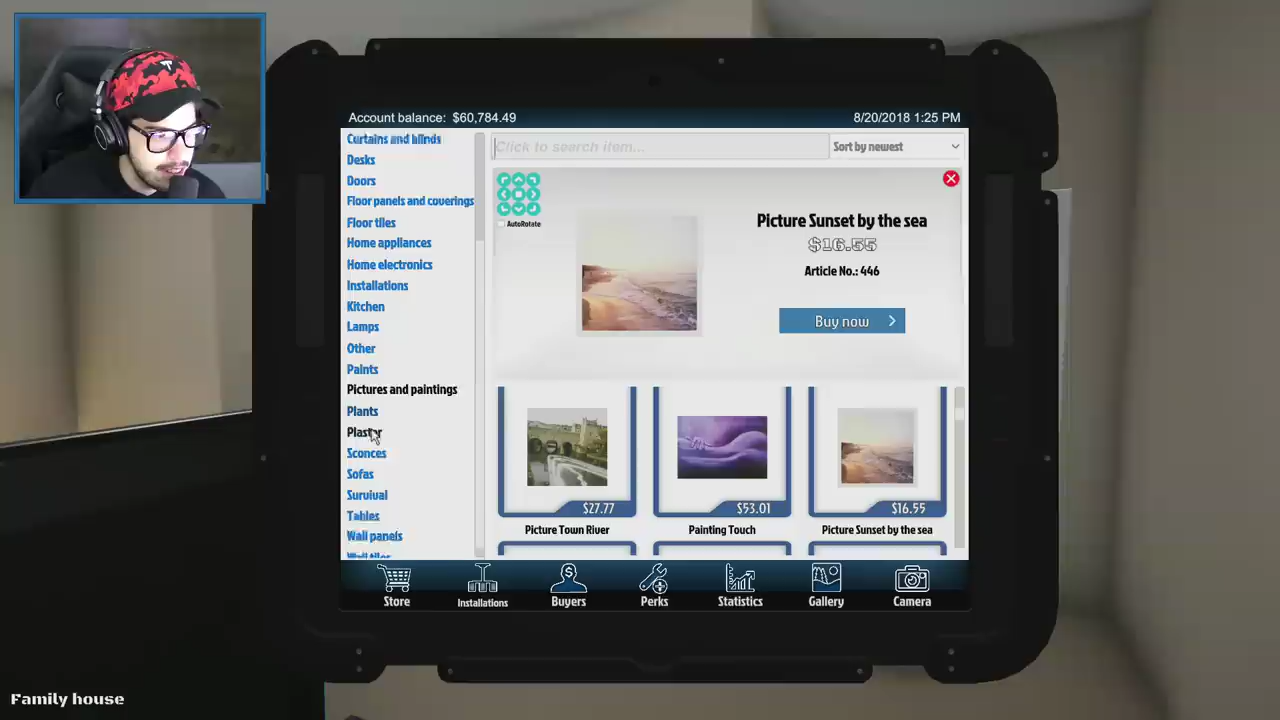 Account balance: $60,784.49
8/20/2018 1:25 PM
Curtains and blinds
Desks
Doors
Floor panels and coverings
Floor tiles
Home appliances
Home electronics
Installations
Kitchen
Lamps
Other
Paints
Pictures and paintings
Plants
Plaster
Sconces
Sofas
Survival
Tables
Wall panels
Wall tiles
Click to search item...
Sort by newest
AutoRotate
Picture Sunset by the sea
$16.55
Article No.: 446
Buy now
$27.77
$53.01
$16.55
Picture Town River
Painting Touch
Picture Sunset by the sea
Store
Installations
Buyers
Perks
Statistics
Gallery
Camera
Family house